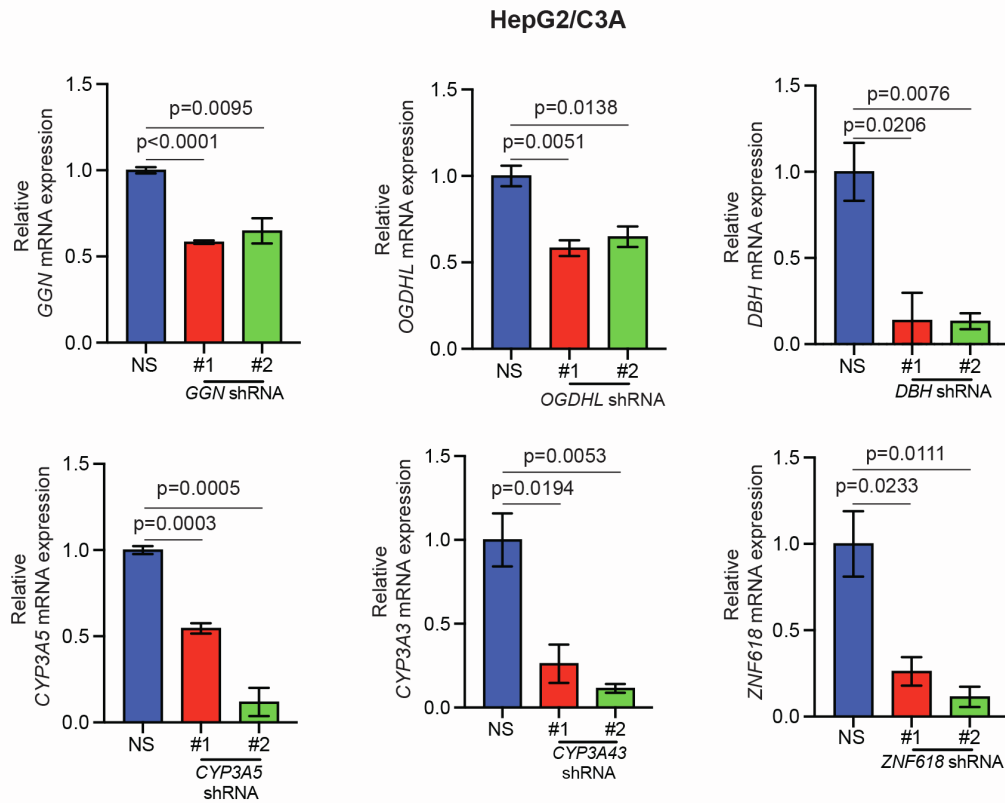 HepG2/C3A
Relative
GGN mRNA expression
1.5
1.0
0.5
0.0
p=0.0095
p<0.0001
NS
#1
#2
GGN shRNA
Relative
OGDHL mRNA expression
1.5
1.0
0.5
0.0
p=0.0138
p=0.0051
NS
#1
#2
OGDHL shRNA
Relative
DBH mRNA expression
1.5
1.0
0.5
0.0
p=0.0076
p=0.0206
NS
#1
#2
DBH shRNA
Relative
CYP3A5 mRNA expression
1.5
1.0
0.5
0.0
p=0.0005
p=0.0003
NS
#1
#2
CYP3A5
shRNA
Relative
CYP3A3 mRNA expression
1.5
1.0
0.5
0.0
p=0.0053
p=0.0194
NS
#1
#2
CYP3A43
shRNA
Relative
ZNF618 mRNA expression
1.5
1.0
0.5
0.0
p=0.0111
p=0.0233
NS
#1
#2
ZNF618 shRNA